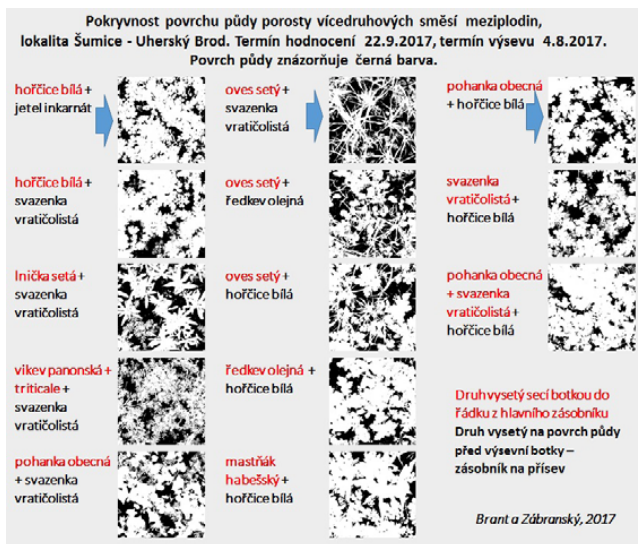 Pokryvnost povrchu půdy porosty vícedruhových směsí meziplodin,
lokalita Šumice - Uherský Brod. Termín hodnocení 22.9.2017, termín výsevu 4.8.2017.
Povrch půdy znázorňuje černá barva.
hořčice bílá +
jetel inkarnát
hořčice bílá +
svazenka
vratičolistá
lnička setá +
svazenka
vratičolistá
vikev panonská +
triticale +
svazenka
vratičolistá
pohanka obecná
+ svazenka
vratičolistá
oves setý +
svazenka
vratičolistá
oves setý +
ředkev olejná
oves setý +
hořčice bílá
ředkev olejná +
hořčice bílá
mastňák
habešský +
hořčice bílá
pohanka obecná
+ hořčice bílá
svazenka
vratičolistá +
hořčice bílá
pohanka obecná
+ svazenka
vratičolistá +
hořčice bílá
Druh vysetý secí botkou do
řádku z hlavního zásobníku
Druh vysetý na povrch půdy
před výsevní botky –
zásobník na přísev
Brant a Zábranský, 2017